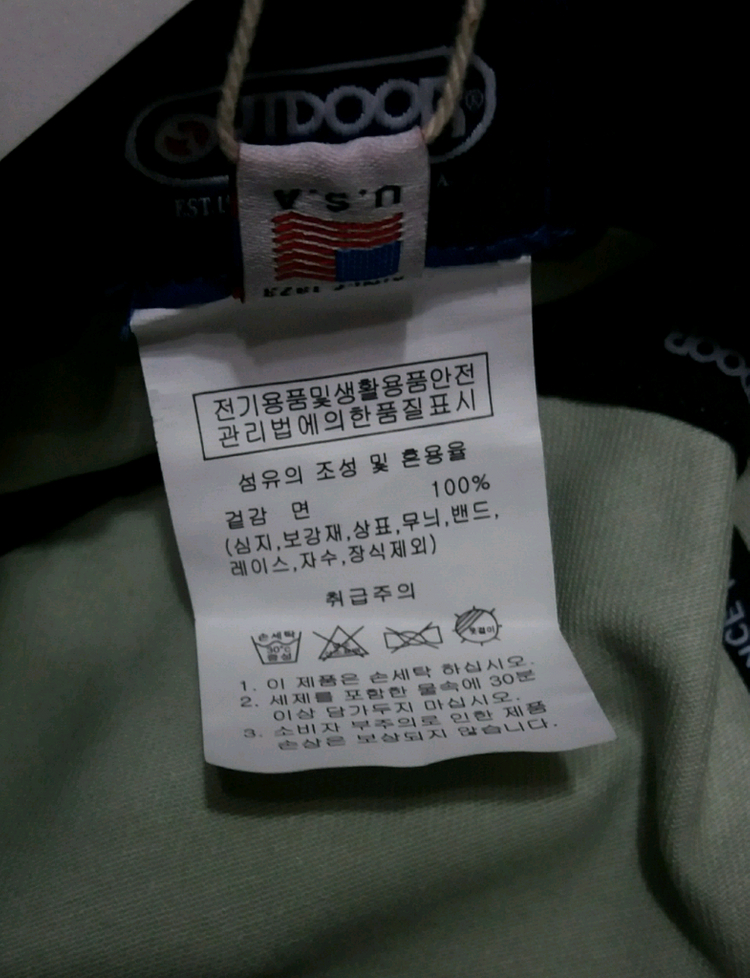 OUTDOOR®
U.S.A
전기용품및생활용품안전
관리법에의한품질표시
섬유의 조성 및 혼용율
겉감 면 100%
(심지,보강재,상표,무늬,밴드,
레이스,자수,장식제외)
취급주의
손세탁
30°C
중성
옷걸이
1. 이 제품은 손세탁 하십시오.
2. 세제를 포함한 물속에 30분
이상 담가두지 마십시오.
3. 소비자 부주의로 인한 제품
손상은 보상되지 않습니다.